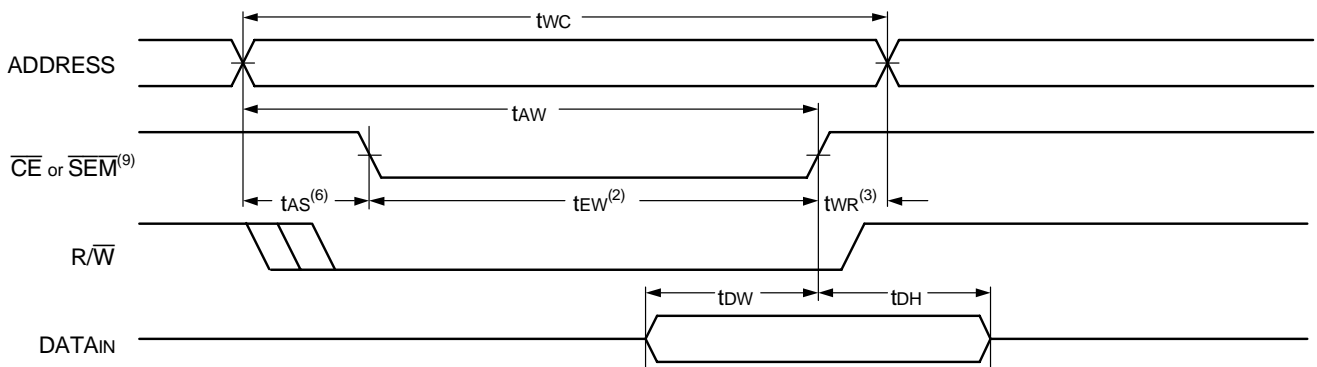 tWC
ADDRESS
tAW
CE or SEM(9)
tAS(6) tEW(2) tWR(3)
R/W
tDW tDH
DATAIN